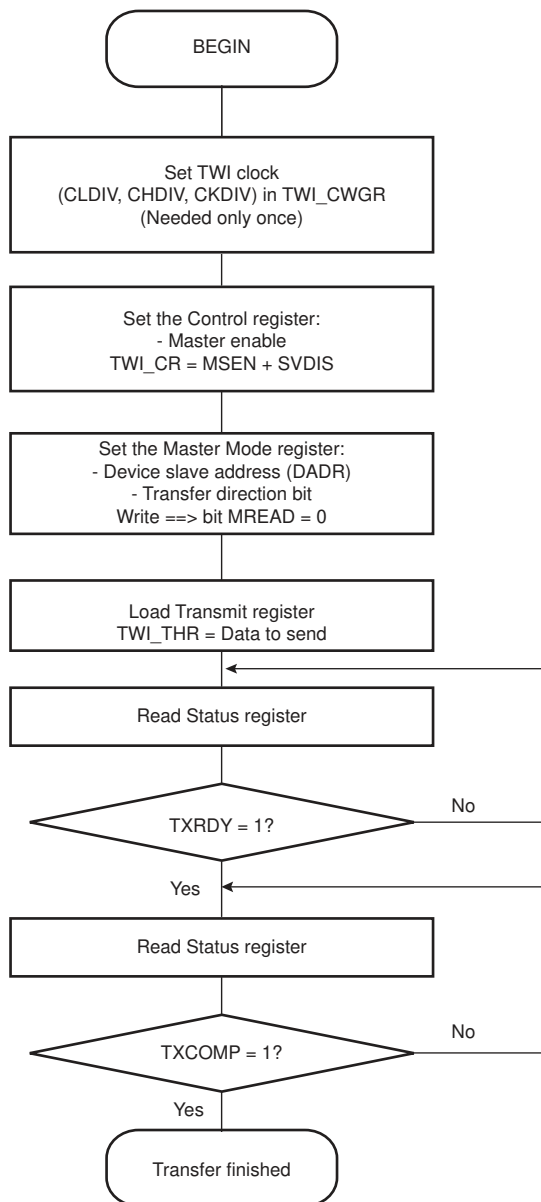 BEGIN
Set TWI clock
(CLDIV, CHDIV, CKDIV) in TWI_CWGR
(Needed only once)
Set the Control register:
- Master enable
TWI_CR = MSEN + SVDIS
Set the Master Mode register:
- Device slave address (DADR)
- Transfer direction bit
Write ==> bit MREAD = 0
Load Transmit register
TWI_THR = Data to send
Read Status register
TXRDY = 1?
No
Yes
Read Status register
TXCOMP = 1?
No
Yes
Transfer finished